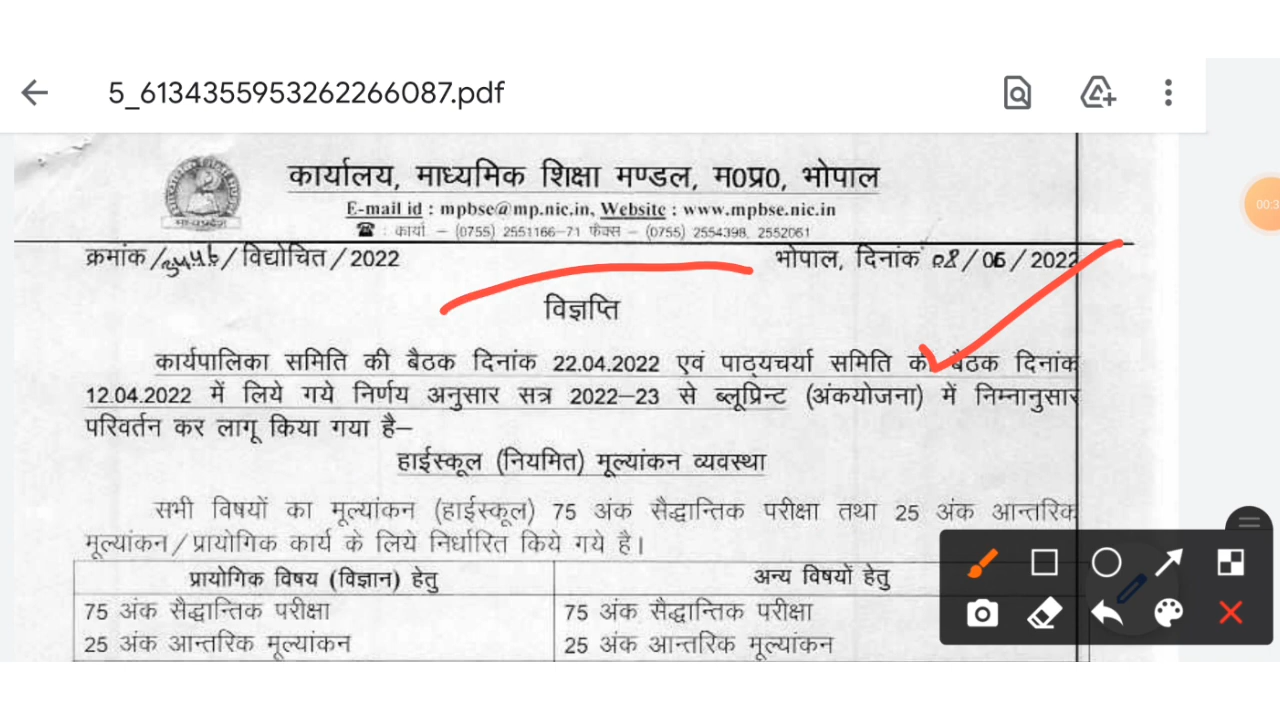 5_6134355953262266087.pdf
कार्यालय, माध्यमिक शिक्षा मण्डल, म0प्र0, भोपाल
E-mail id : mpbse@mp.nic.in, Website : www.mpbse.nic.in
☎ : कार्या. – (0755) 2551166–71 फैक्स – (0755) 2554398, 2552061
मध्यप्रदेश
क्रमांक / / विद्योचित / 2022 भोपाल, दिनांक / 2022
विज्ञप्ति
कार्यपालिका समिति की बैठक दिनांक 22.04.2022 एवं पाठ्यचर्या समिति की बैठक दिनांक
12.04.2022 में लिये गये निर्णय अनुसार सत्र 2022–23 से ब्लूप्रिन्ट (अंकयोजना) में निम्नानुसार
परिवर्तन कर लागू किया गया है–
हाईस्कूल (नियमित) मूल्यांकन व्यवस्था
सभी विषयों का मूल्यांकन (हाईस्कूल) 75 अंक सैद्धान्तिक परीक्षा तथा 25 अंक आन्तरिक
मूल्यांकन / प्रायोगिक कार्य के लिये निर्धारित किये गये है।
प्रायोगिक विषय (विज्ञान) हेतु अन्य विषयों हेतु
75 अंक सैद्धान्तिक परीक्षा 75 अंक सैद्धान्तिक परीक्षा
25 अंक आन्तरिक मूल्यांकन 25 अंक आन्तरिक मूल्यांकन